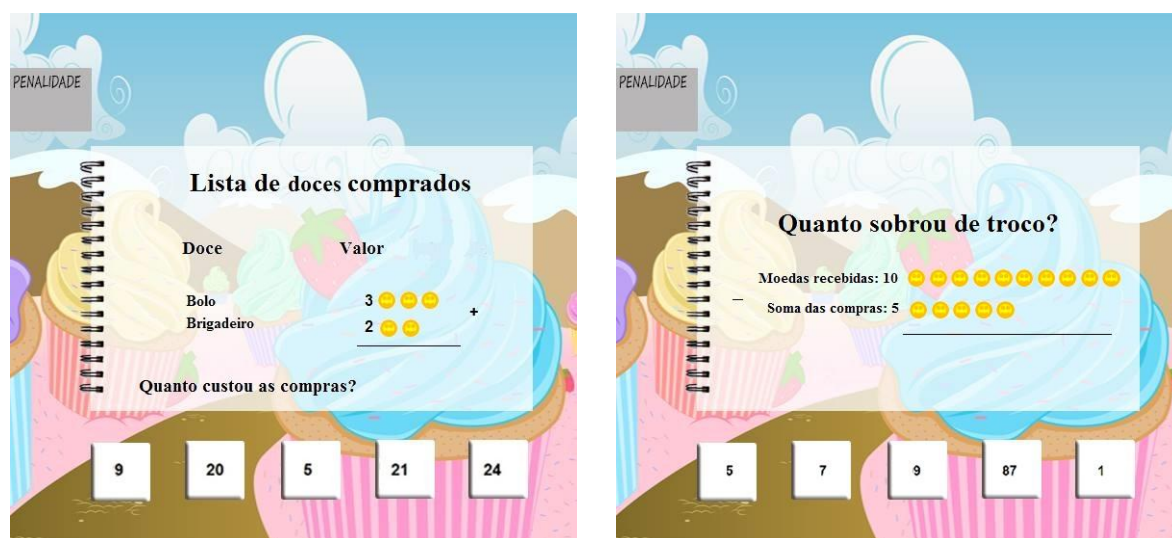 PENALIDADE
Lista de doces comprados
Doce Valor
Bolo 3
Brigadeiro 2
+
Quanto custou as compras?
9 20 5 21 24
PENALIDADE
Quanto sobrou de troco?
Moedas recebidas: 10
— Soma das compras: 5
5 7 9 87 1